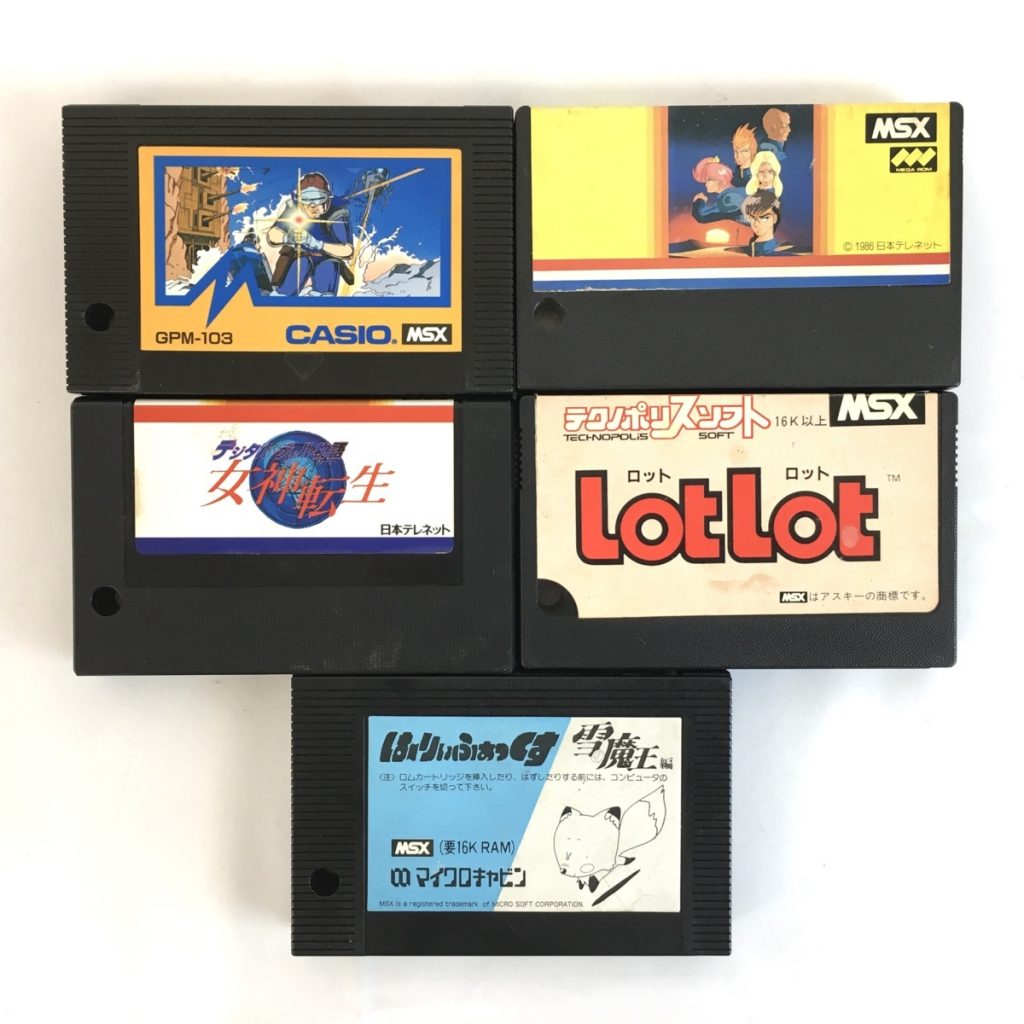 GPM-103
CASIO®
MSX
MSX
MEGA ROM
© 1986 日本テレネット
デジタル・デビル物語
女神転生
日本テレネット
テクノポリスソフト
TECHNOPOLIS SOFT
16K以上
MSX
ロット ロット
LotLot™
MSXはアスキーの商標です。
はぁりぃふぉっくす
雪の魔王編
〈注〉ロムカートリッジを挿入したり、はずしたりする前には、コンピュータの
スイッチを切って下さい。
MSX (要16K RAM)
マイクロキャビン
MSX is a registered trademark of MICRO SOFT CORPORATION.